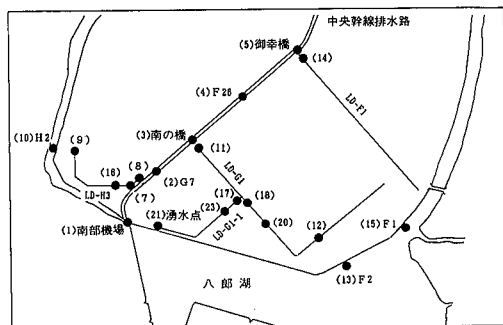 中央幹線排水路
(5)御幸橋
(14)
(4)F26
LD-F1
(3)南の橋
(10)H2
(9)
(11)
(8)
(16)
(2)G7
LD-G1
LD-H3
(7)
(17)
(18)
(1)南部機場
(21)湧水点
(23)
(20)
(12)
(15)F1
LD-G1-1
(13)F2
八郎湖